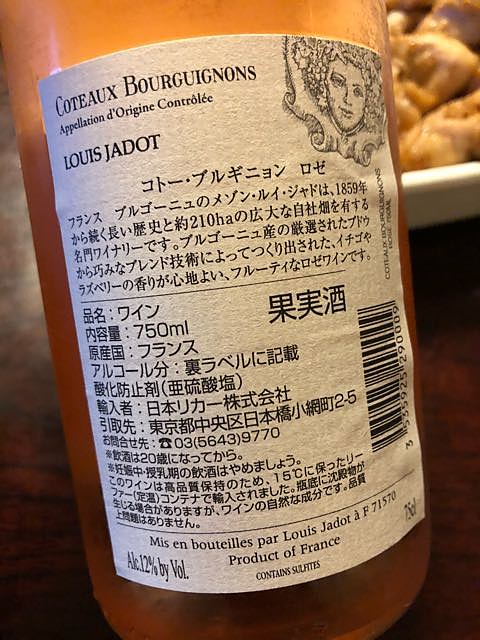 COTEAUX BOURGUIGNONS
Appellation d'Origine Contrôlée
LOUIS JADOT
コトー・ブルギニョン ロゼ
フランス ブルゴーニュのメゾン・ルイ・ジャドは、1859年
から続く長い歴史と約210haの広大な自社畑を有する
名門ワイナリーです。ブルゴーニュ産の厳選されたブドウ
から巧みなブレンド技術によってつくり出された、イチゴや
ラズベリーの香りが心地よい、フルーティなロゼワインです。
品名：ワイン
果実酒
内容量：750ml
原産国：フランス
アルコール分：裏ラベルに記載
酸化防止剤（亜硫酸塩）
輸入者：日本リカー株式会社
引取先：東京都中央区日本橋小網町2-5
お問合せ先：☎03(5643)9770
※飲酒は20歳になってから。
※妊娠中・授乳期の飲酒はやめましょう。
このワインは高品質保持のため、15℃に保ったリー
ファー（定温）コンテナで輸入されました。瓶底に沈殿物が
生じる場合がありますが、ワインの自然な成分です。品質
上問題はありません。
Mis en bouteilles par Louis Jadot à F 71570
Product of France
Alc.12% by Vol.
CONTAINS SULFITES
75cl
COTEAUX BOURGUIGNONS
ROSÉ 750ML
3 535925 290009